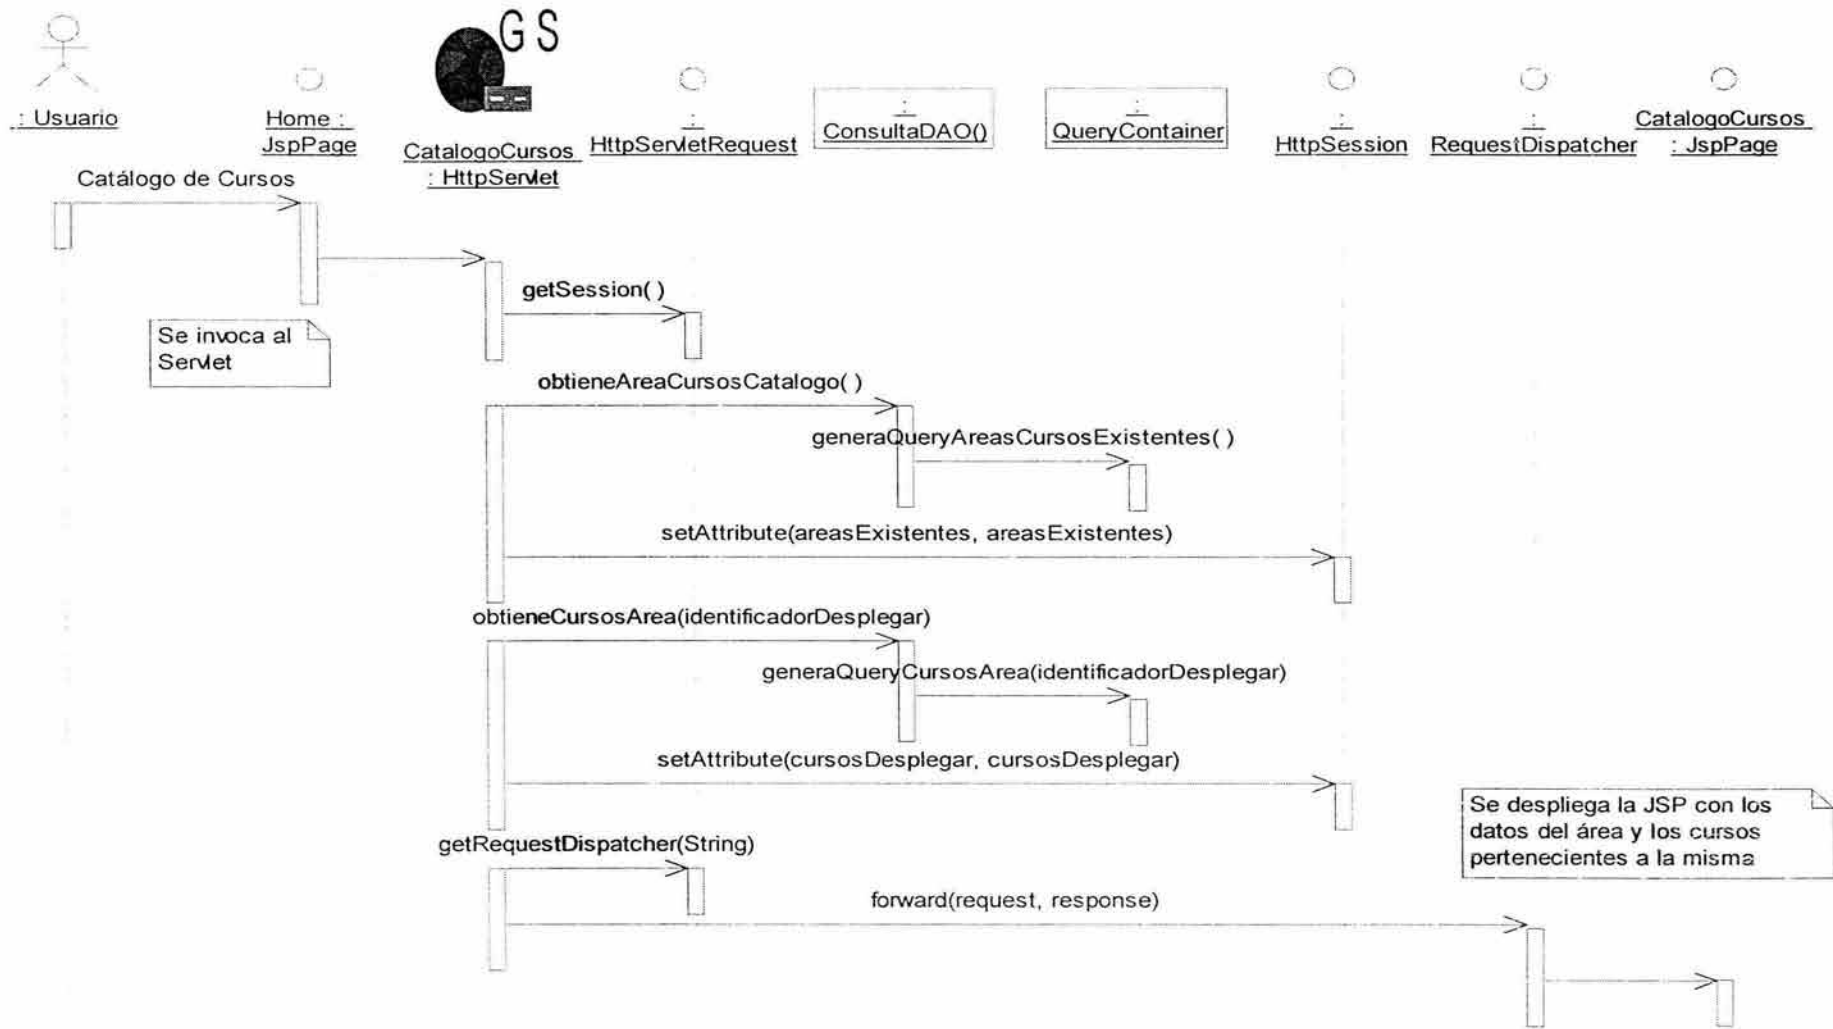 GS
: Usuario
Home :
JspPage
CatalogoCursos
: HttpServlet
:
HttpServletRequest
:
ConsultaDAO()
:
QueryContainer
:
HttpSession
:
RequestDispatcher
CatalogoCursos
: JspPage
Catálogo de Cursos
getSession( )
Se invoca al
Servlet
obtieneAreaCursosCatalogo( )
generaQueryAreasCursosExistentes( )
setAttribute(areasExistentes, areasExistentes)
obtieneCursosArea(identificadorDesplegar)
generaQueryCursosArea(identificadorDesplegar)
setAttribute(cursosDesplegar, cursosDesplegar)
Se despliega la JSP con los
datos del área y los cursos
pertenecientes a la misma
getRequestDispatcher(String)
forward(request, response)